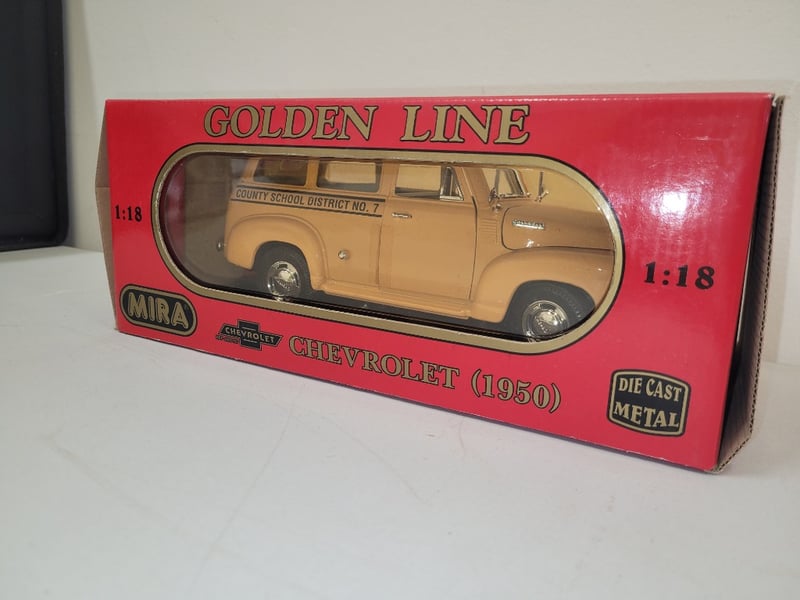 GOLDEN LINE
COUNTY SCHOOL DISTRICT NO. 7
1:18
1:18
MIRA
CHEVROLET
CHEVROLET (1950)
DIE CAST
METAL